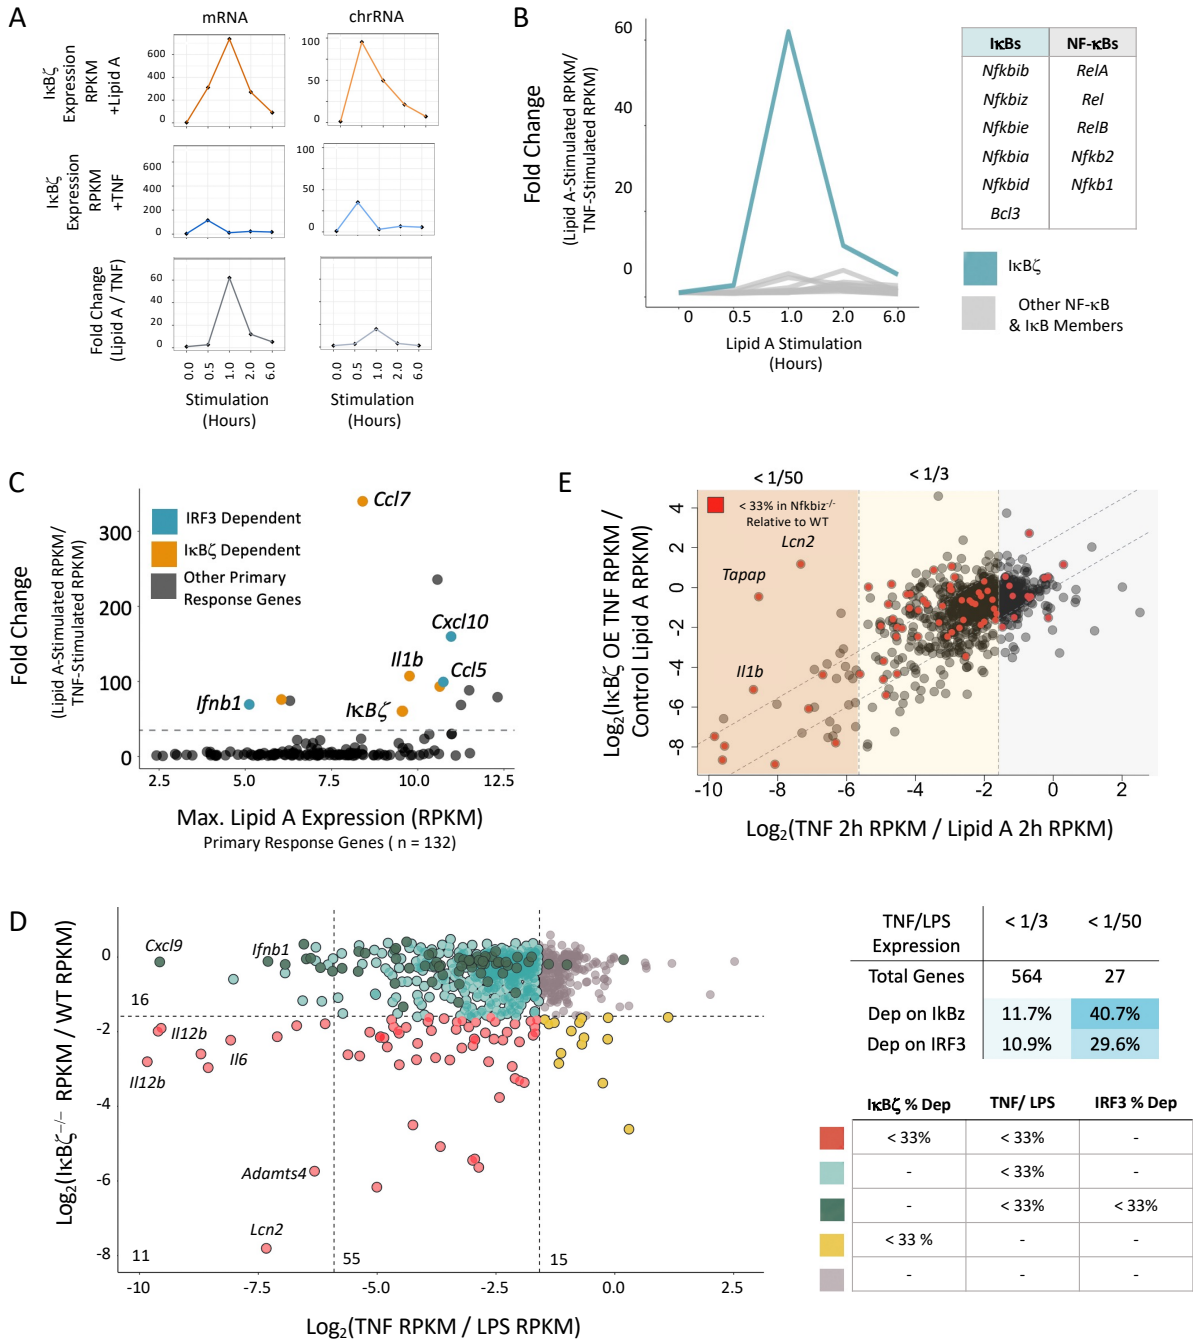 A
mRNA
chrRNA
IκBζ
Expression
RPKM
+Lipid A
600
400
200
0
100
50
0
IκBζ
Expression
RPKM
+TNF
600
400
200
0
100
50
0
Fold Change
(Lipid A / TNF)
60
40
20
0
0.0
0.5
1.0
2.0
6.0
0.0
0.5
1.0
2.0
6.0
Stimulation
(Hours)
Stimulation
(Hours)
B
Fold Change
(Lipid A-Stimulated RPKM/
TNF-Stimulated RPKM)
60
40
20
0
0 0.5 1.0 2.0 6.0
Lipid A Stimulation
(Hours)
IκBs NF-κBs
Nfkbib RelA
Nfkbiz Rel
Nfkbie RelB
Nfkbia Nfkb2
Nfkbid Nfkb1
Bcl3
IκBζ
Other NF-κB
& IκB Members
C
Fold Change
(Lipid A-Stimulated RPKM/
TNF-Stimulated RPKM)
300
200
100
0
IRF3 Dependent
IκBζ Dependent
Other Primary
Response Genes
Ccl7
Cxcl10
Il1b
Ccl5
Ifnb1
IκBζ
2.5 5.0 7.5 10.0 12.5
Max. Lipid A Expression (RPKM)
Primary Response Genes ( n = 132)
E
< 1/50
< 1/3
< 33% in Nfkbiz-/-
Relative to WT
Lcn2
Tapap
Il1b
Log2(IκBζ OE TNF RPKM /
Control Lipid A RPKM)
4
2
0
-2
-4
-6
-8
-10 -8 -6 -4 -2 0 2
Log2(TNF 2h RPKM / Lipid A 2h RPKM)
D
Log2(IκBζ−/− RPKM / WT RPKM)
0
-2
-4
-6
-8
Cxcl9
Ifnb1
16
Il12b
Il6
Il12b
Adamts4
Lcn2
11
55
15
-10 -7.5 -5.0 -2.5 0.0 2.5
Log2(TNF RPKM / LPS RPKM)
TNF/LPS
Expression
< 1/3 < 1/50
Total Genes 564 27
Dep on IkBz 11.7% 40.7%
Dep on IRF3 10.9% 29.6%
IκBζ % Dep TNF/ LPS IRF3 % Dep
< 33% < 33% -
- < 33% -
- < 33% < 33%
< 33 % - -
- - -